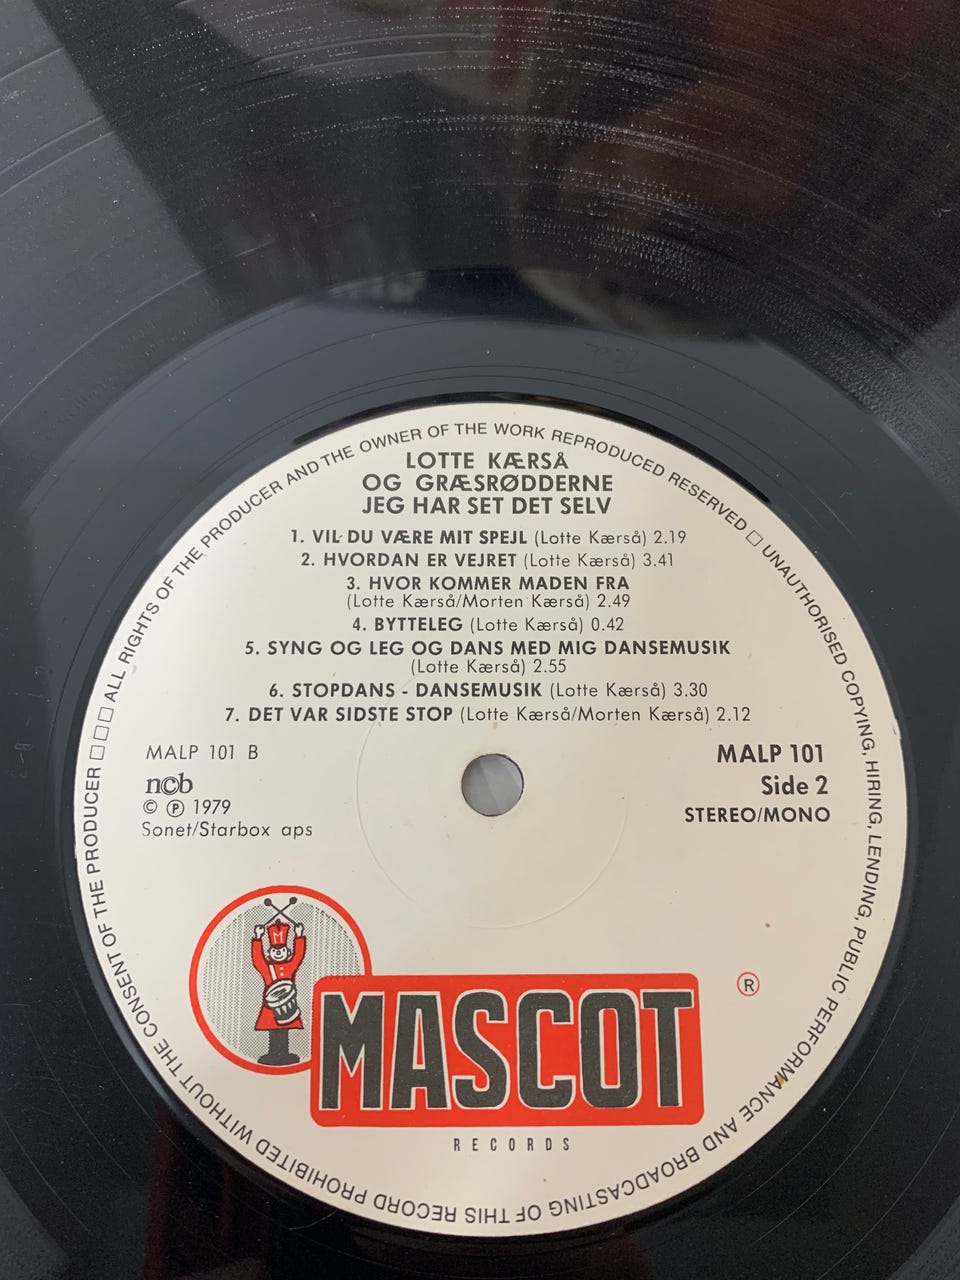 ALL RIGHTS OF THE PRODUCER AND THE OWNER OF THE WORK REPRODUCED RESERVED □ UNAUTHORISED COPYING, HIRING, LENDING, PUBLIC PERFORMANCE AND BROADCASTING OF THIS RECORD PROHIBITED WITHOUT THE CONSENT OF THE PRODUCER □□□
LOTTE KÆRSÅ
OG GRÆSRØDDERNE
JEG HAR SET DET SELV
1. VIL DU VÆRE MIT SPEJL (Lotte Kærså) 2.19
2. HVORDAN ER VEJRET (Lotte Kærså) 3.41
3. HVOR KOMMER MADEN FRA
(Lotte Kærså/Morten Kærså) 2.49
4. BYTTELEG (Lotte Kærså) 0.42
5. SYNG OG LEG OG DANS MED MIG DANSEMUSIK
(Lotte Kærså) 2.55
6. STOPDANS - DANSEMUSIK (Lotte Kærså) 3.30
7. DET VAR SIDSTE STOP (Lotte Kærså/Morten Kærså) 2.12
MALP 101 B
ncb
© ℗ 1979
Sonet/Starbox aps
MALP 101
Side 2
STEREO/MONO
M
MASCOT ®
RECORDS